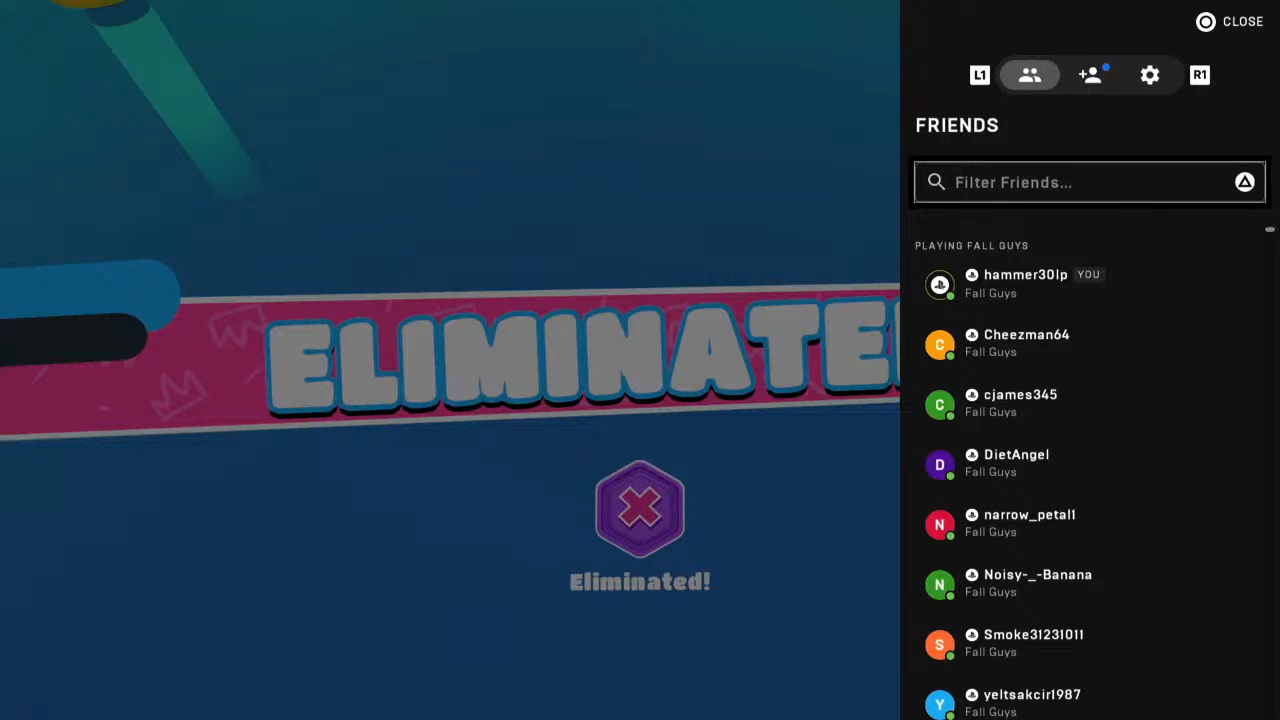 CLOSE
L1
R1
FRIENDS
Filter Friends...
PLAYING FALL GUYS
hammer30lp YOU
Fall Guys
C
Cheezman64
Fall Guys
C
cjames345
Fall Guys
D
DietAngel
Fall Guys
N
narrow_petal1
Fall Guys
N
Noisy-_-Banana
Fall Guys
S
Smoke31231011
Fall Guys
Y
yeltsakcir1987
Fall Guys
ELIMINATE
Eliminated!